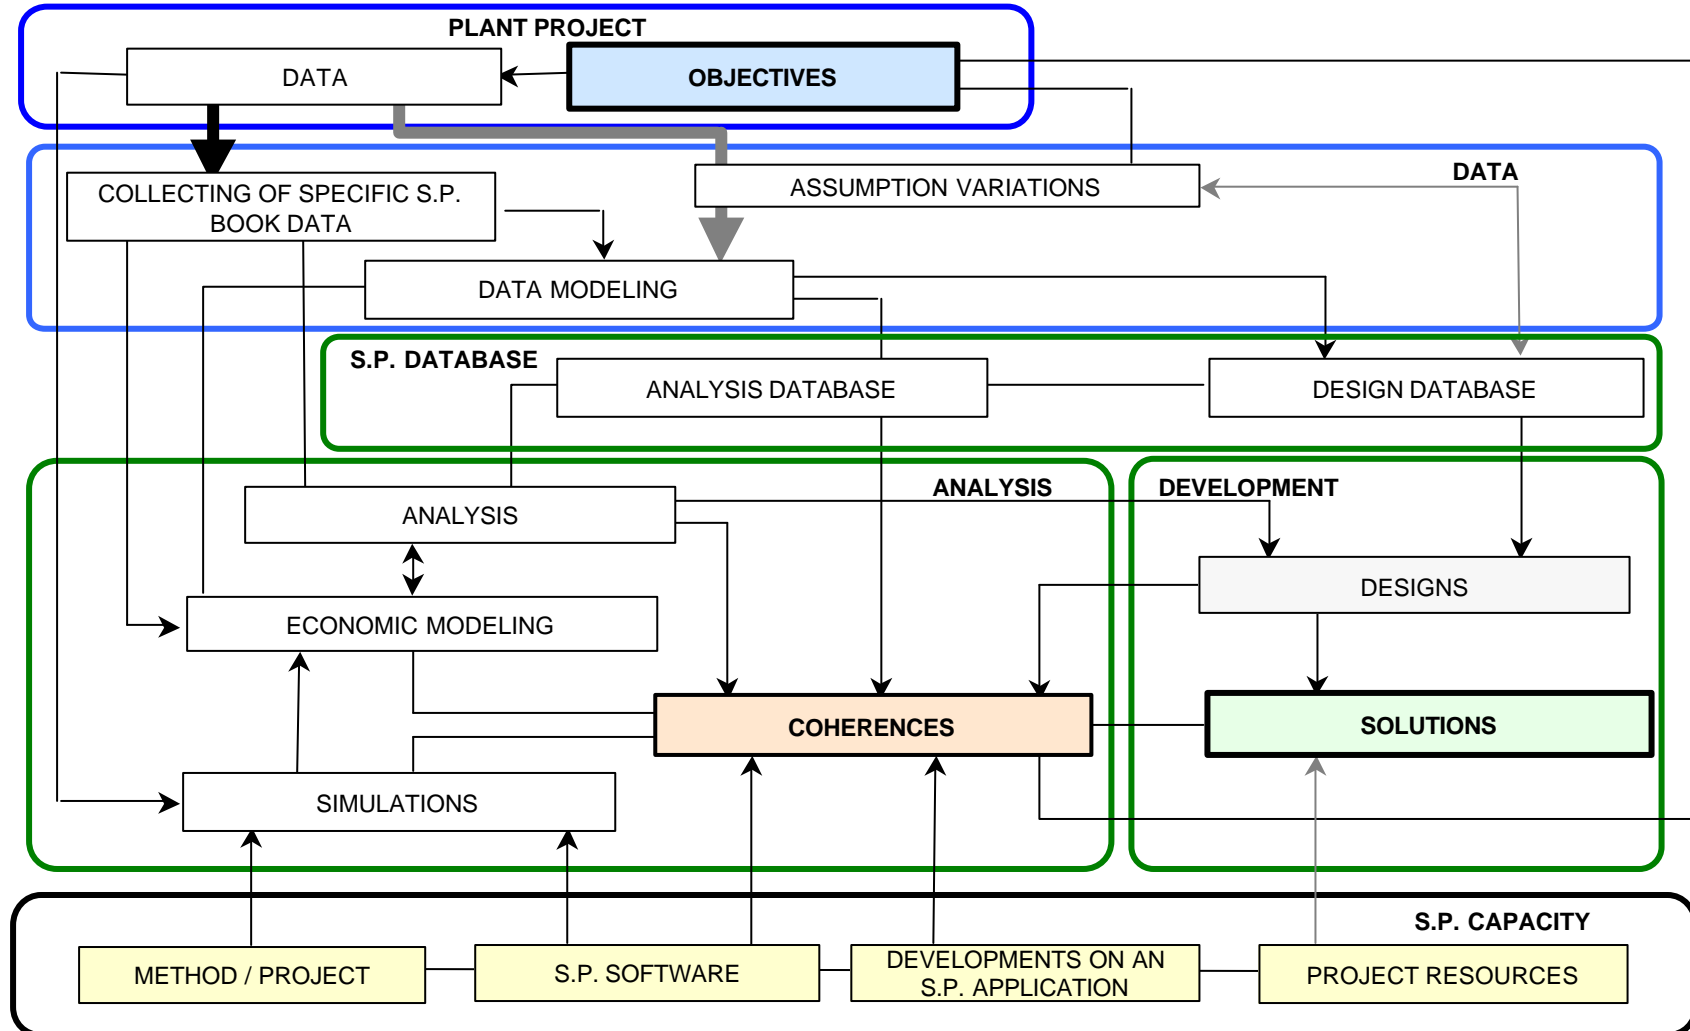 PLANT PROJECT
DATA
OBJECTIVES
DATA
COLLECTING OF SPECIFIC S.P.
BOOK DATA
ASSUMPTION VARIATIONS
DATA MODELING
S.P. DATABASE
ANALYSIS DATABASE
DESIGN DATABASE
ANALYSIS
DEVELOPMENT
ANALYSIS
DESIGNS
ECONOMIC MODELING
COHERENCES
SOLUTIONS
SIMULATIONS
S.P. CAPACITY
METHOD / PROJECT
S.P. SOFTWARE
DEVELOPMENTS ON AN
S.P. APPLICATION
PROJECT RESOURCES